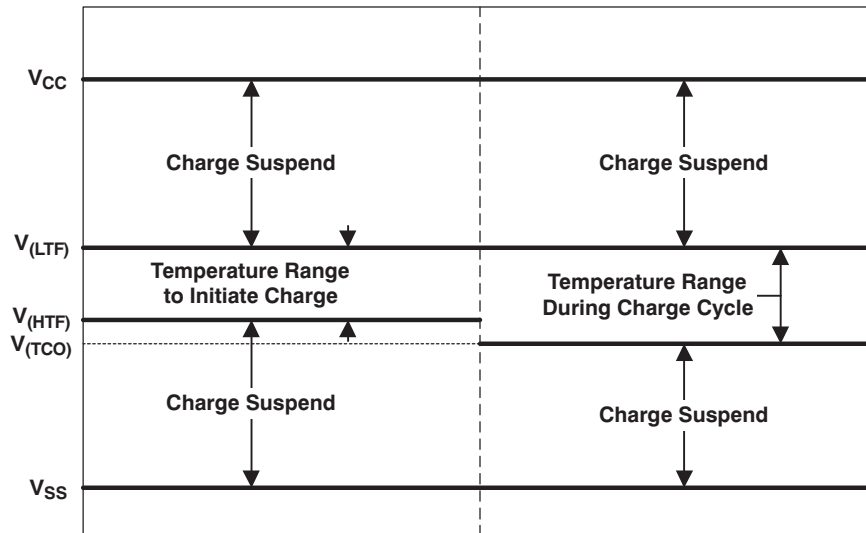 VCC
Charge Suspend
Charge Suspend
V(LTF)
Temperature Range
to Initiate Charge
Temperature Range
During Charge Cycle
V(HTF)
V(TCO)
Charge Suspend
Charge Suspend
VSS